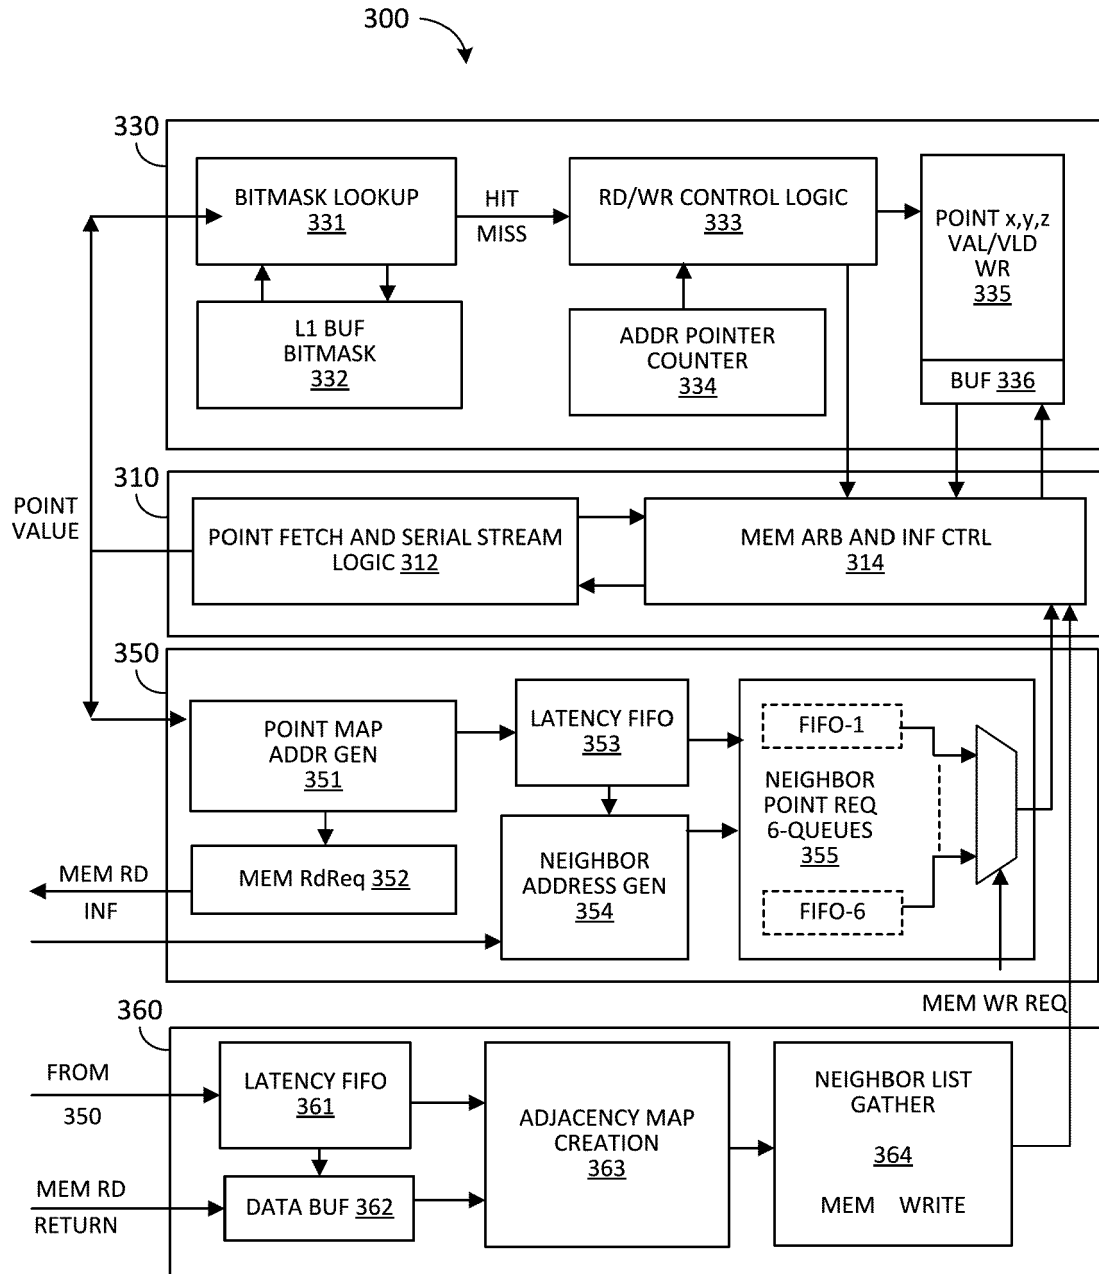 300
330
BITMASK LOOKUP
331
HIT
MISS
RD/WR CONTROL LOGIC
333
POINT x,y,z
VAL/VLD
WR
335
L1 BUF
BITMASK
332
ADDR POINTER
COUNTER
334
BUF 336
310
POINT
VALUE
POINT FETCH AND SERIAL STREAM
LOGIC 312
MEM ARB AND INF CTRL
314
350
POINT MAP
ADDR GEN
351
LATENCY FIFO
353
FIFO-1
NEIGHBOR
POINT REQ
6-QUEUES
355
FIFO-6
MEM RD
INF
MEM RdReq 352
NEIGHBOR
ADDRESS GEN
354
MEM WR REQ
360
FROM
350
LATENCY FIFO
361
ADJACENCY MAP
CREATION
363
NEIGHBOR LIST
GATHER
364
MEM WRITE
MEM RD
RETURN
DATA BUF 362